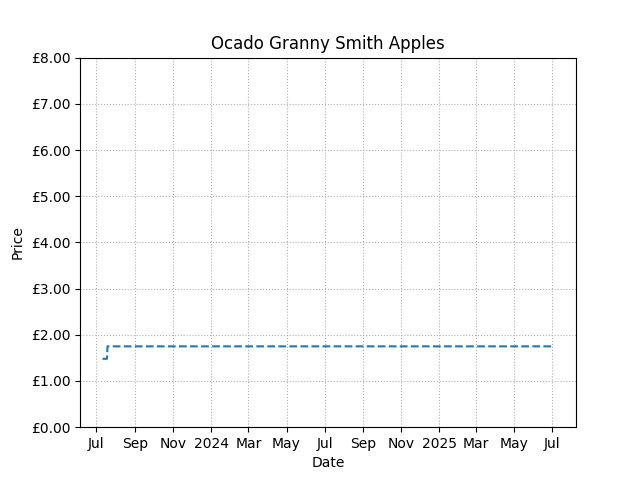 Ocado Granny Smith Apples
£8.00
£7.00
£6.00
£5.00
£4.00
£3.00
£2.00
£1.00
£0.00
Price
Jul Sep Nov 2024 Mar May Jul Sep Nov 2025 Mar May Jul
Date